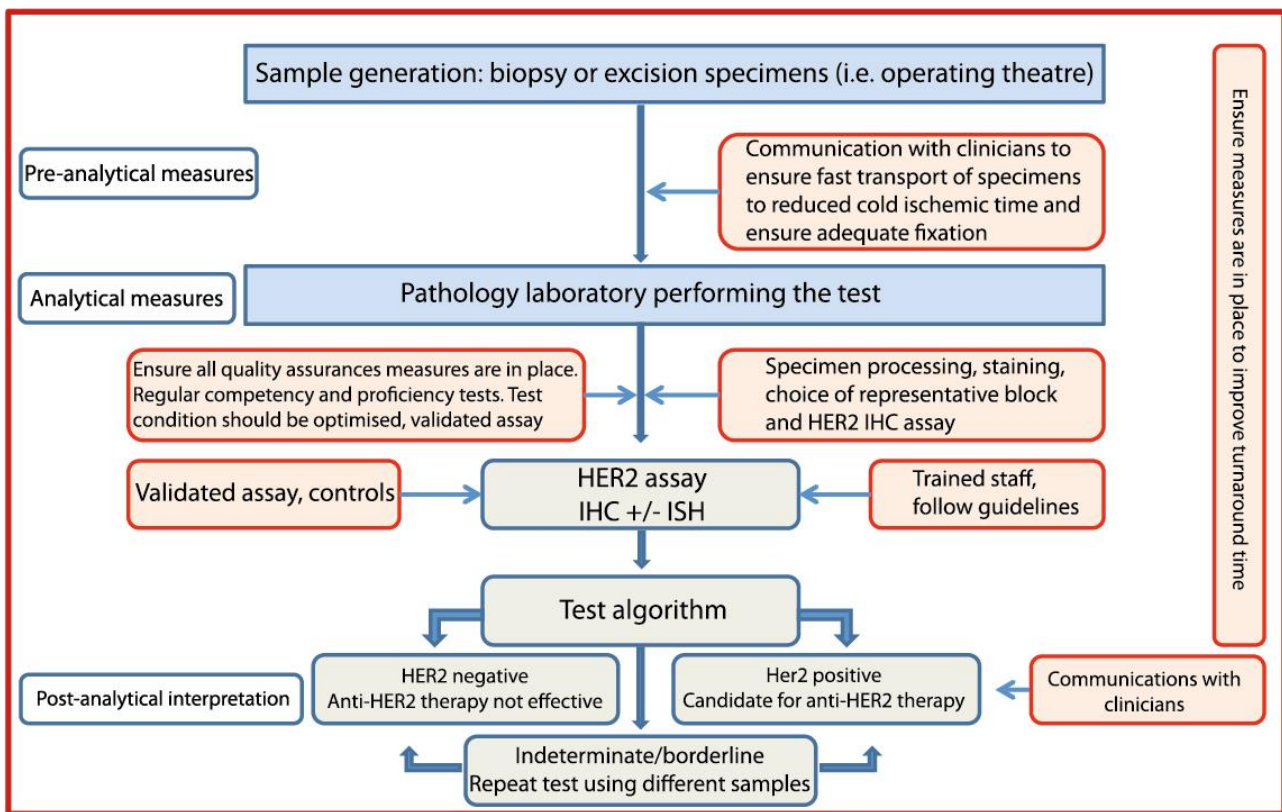 Sample generation: biopsy or excision specimens (i.e. operating theatre)
Pre-analytical measures
Communication with clinicians to
ensure fast transport of specimens
to reduced cold ischemic time and
ensure adequate fixation
Analytical measures
Pathology laboratory performing the test
Ensure all quality assurances measures are in place.
Regular competency and proficiency tests. Test
condition should be optimised, validated assay
Specimen processing, staining,
choice of representative block
and HER2 IHC assay
Validated assay, controls
HER2 assay
IHC +/- ISH
Trained staff,
follow guidelines
Test algorithm
Post-analytical interpretation
HER2 negative
Anti-HER2 therapy not effective
Her2 positive
Candidate for anti-HER2 therapy
Communications with
clinicians
Indeterminate/borderline
Repeat test using different samples
Ensure measures are in place to improve turnaround time